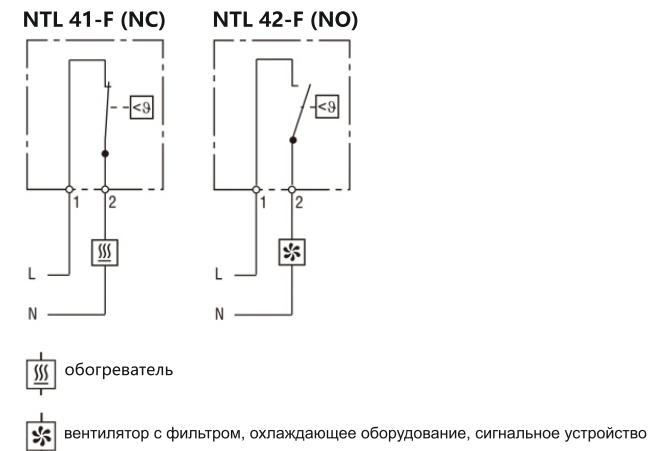 NTL 41-F (NC) NTL 42-F (NO)
<ϑ <ϑ
1 2 1 2
L L
N N
обогреватель
вентилятор с фильтром, охлаждающее оборудование, сигнальное устройство